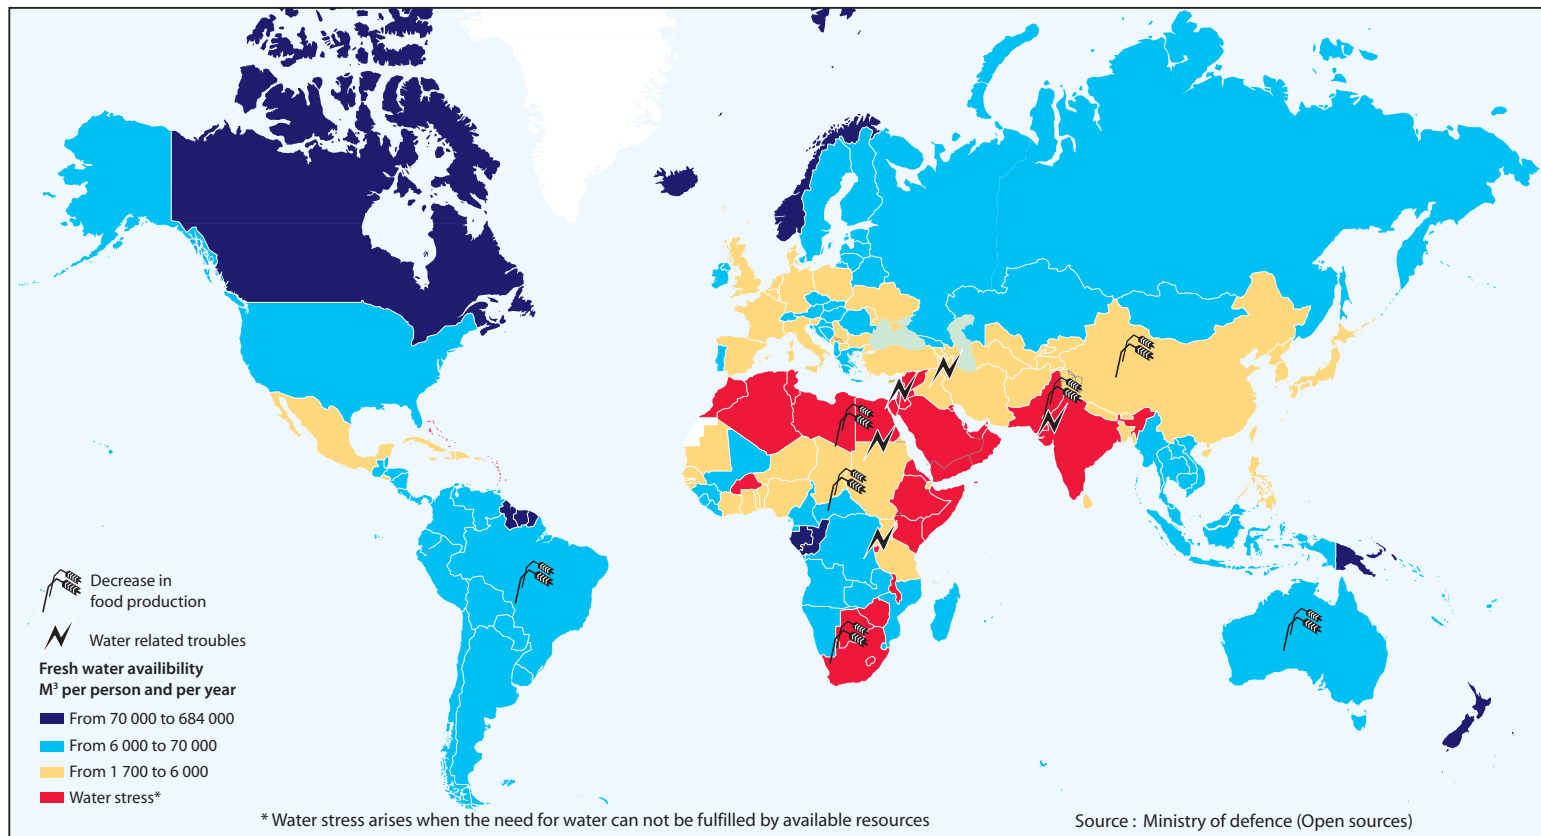 Decrease in
food production
Water related troubles
Fresh water availibility
M³ per person and per year
From 70 000 to 684 000
From 6 000 to 70 000
From 1 700 to 6 000
Water stress*
* Water stress arises when the need for water can not be fulfilled by available resources
Source : Ministry of defence (Open sources)